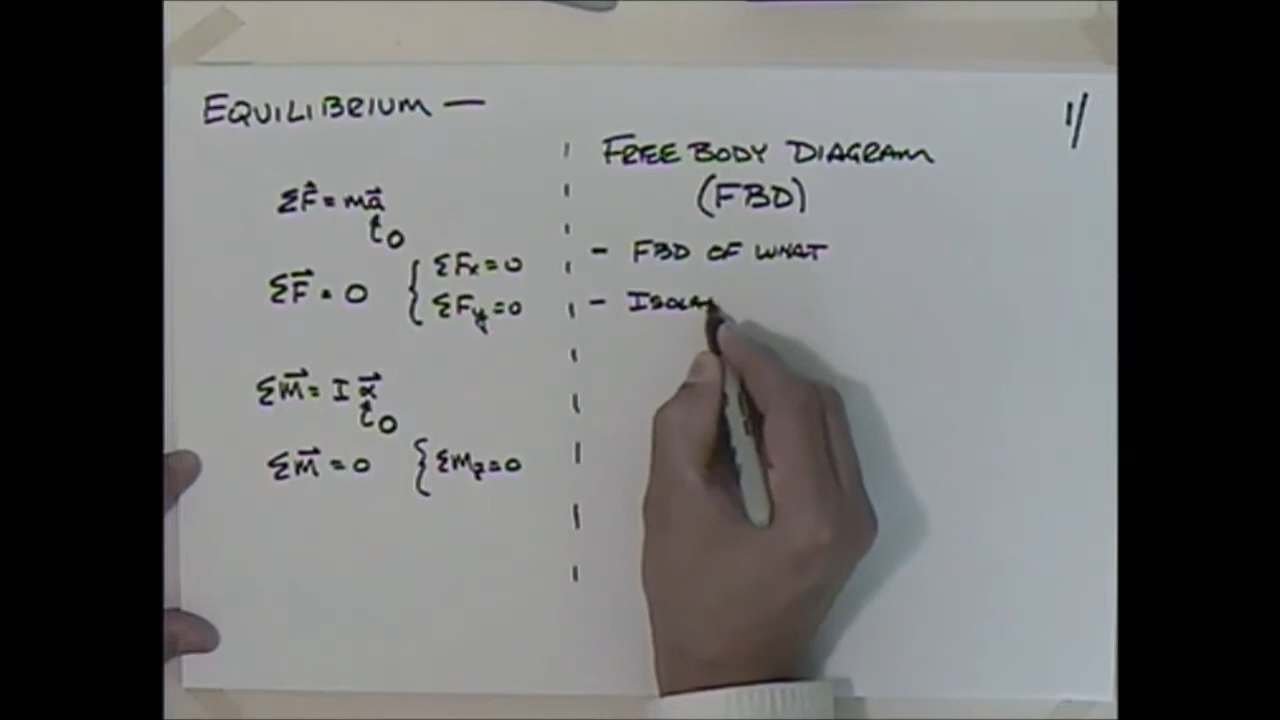 EQUILIBRIUM —
1/
ΣF⃗ = ma⃗
0
ΣF⃗ = 0 { ΣFx = 0
ΣFy = 0
ΣM⃗ = I α⃗
0
ΣM⃗ = 0 { ΣMz = 0
FREE BODY DIAGRAM
(FBD)
- FBD OF WHAT
-